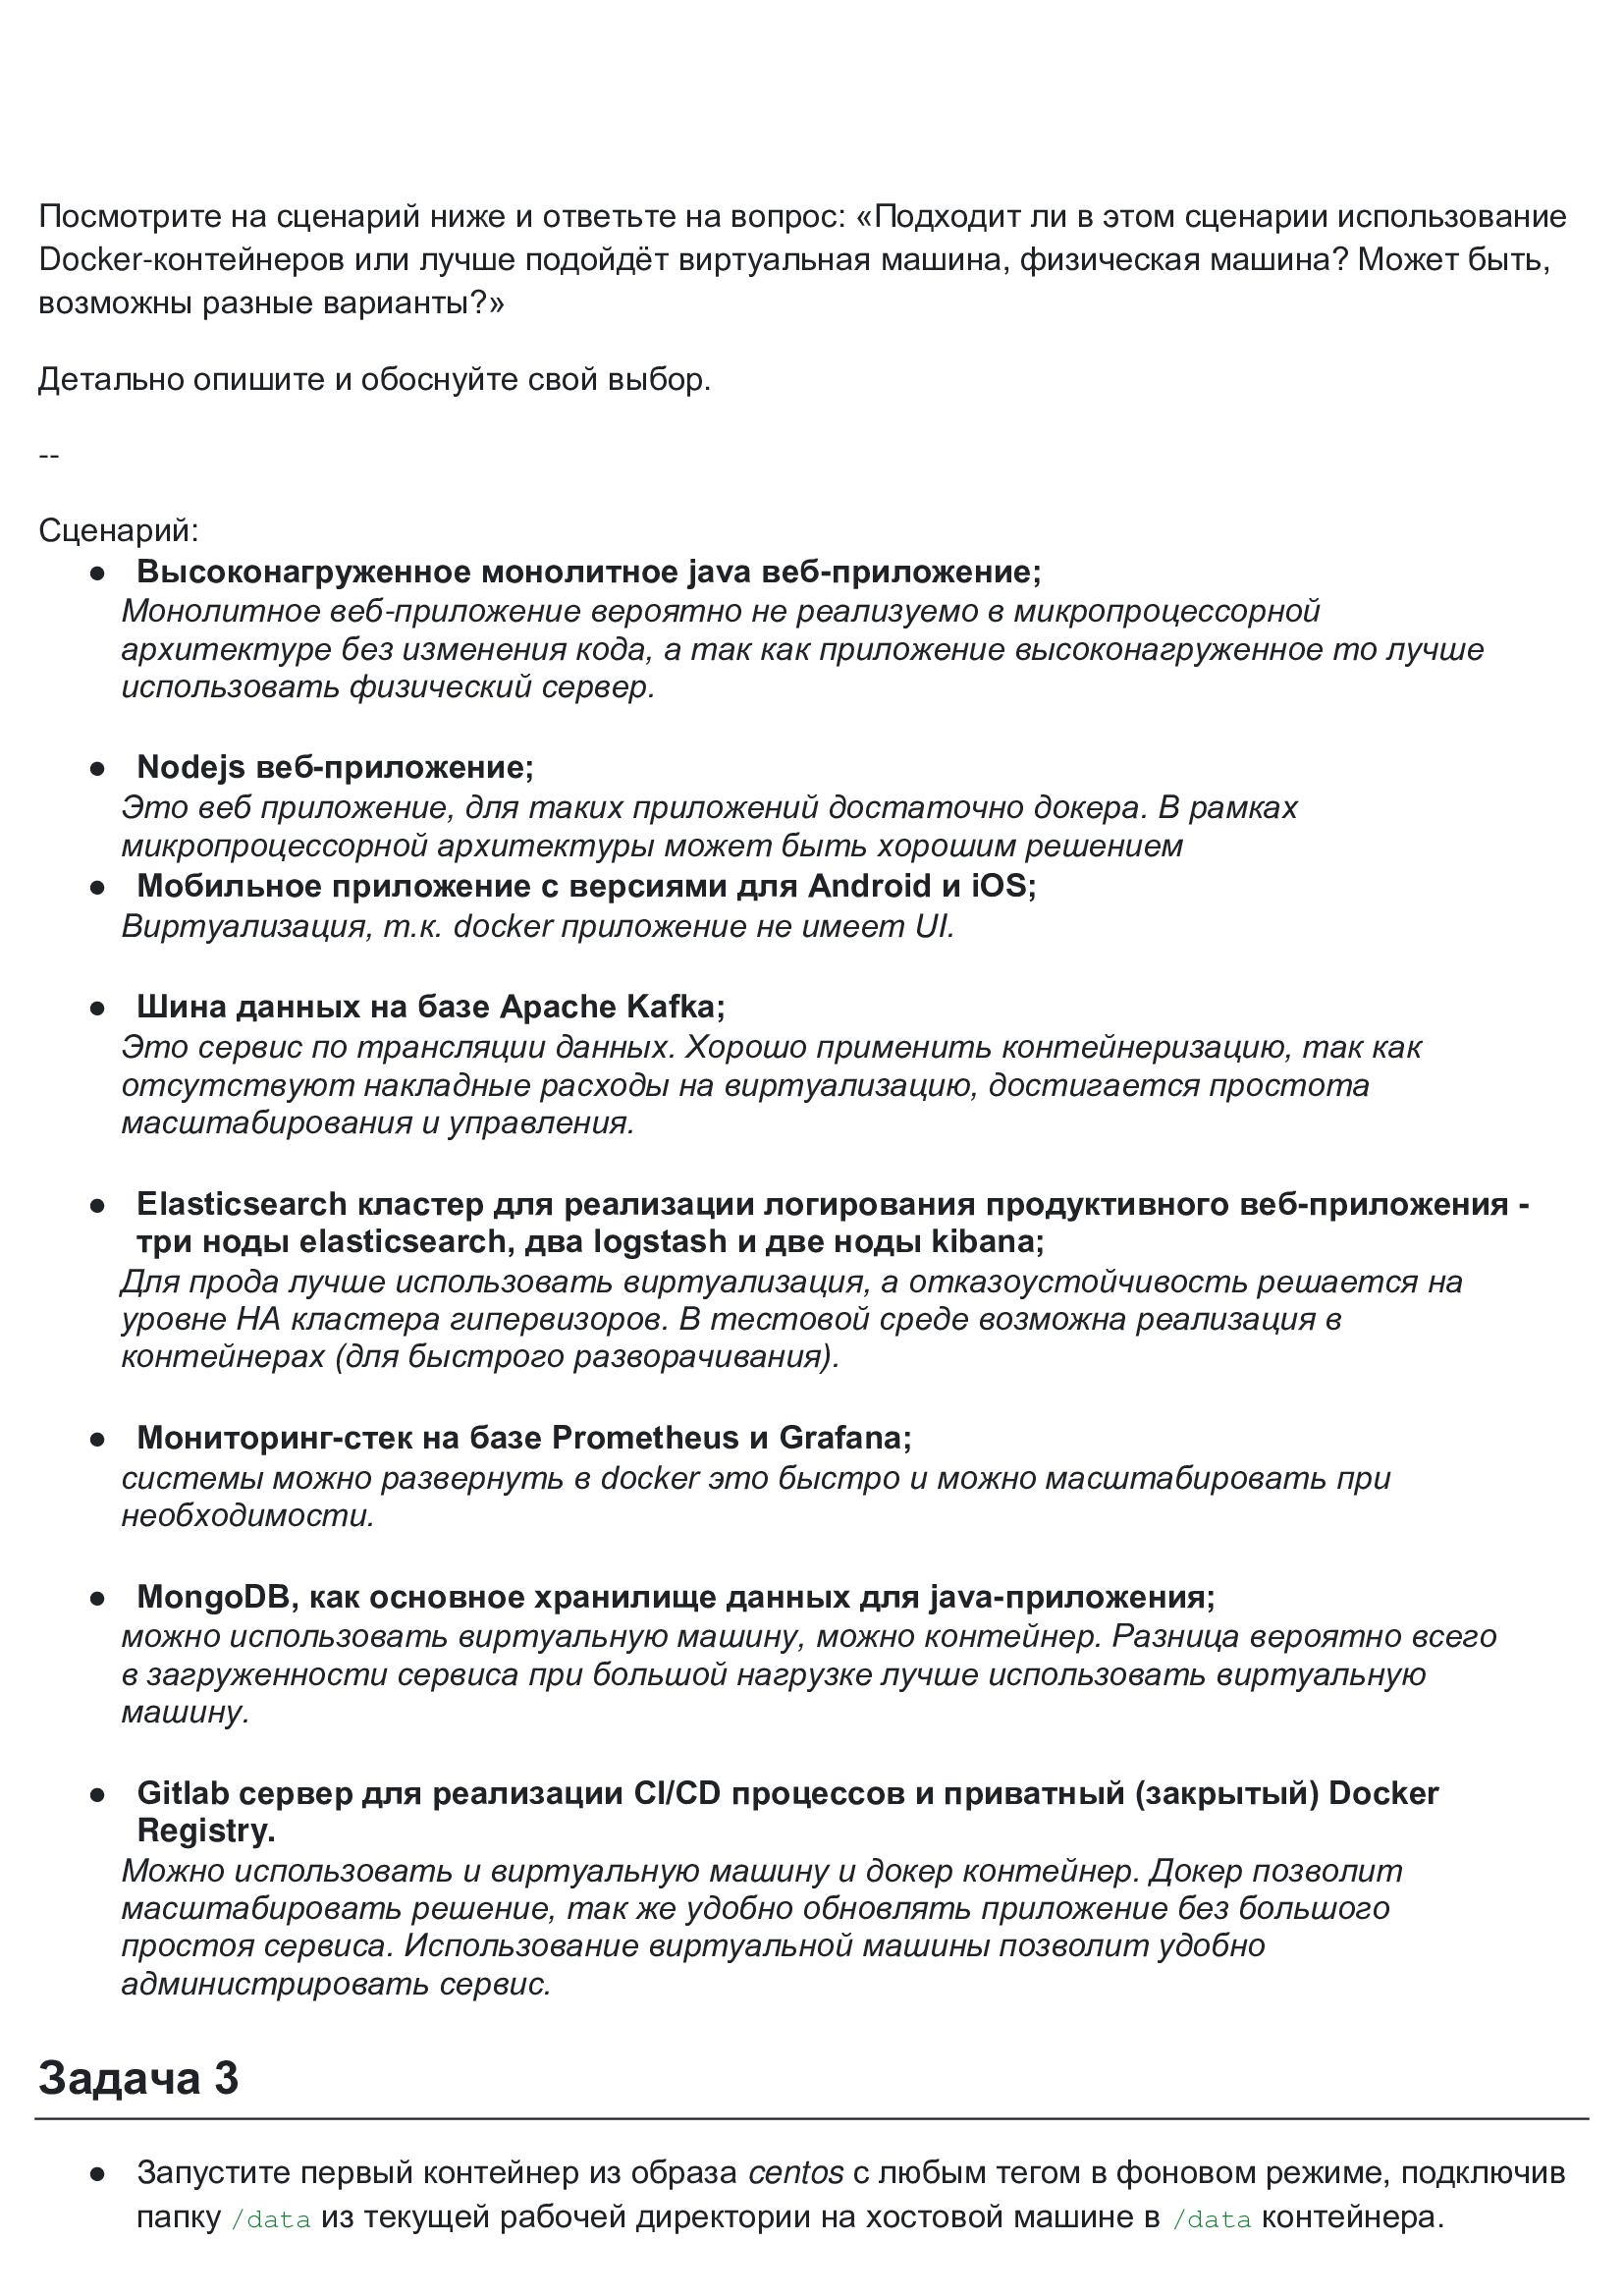 Посмотрите на сценарий ниже и ответьте на вопрос: «Подходит ли в этом сценарии использование
Docker-контейнеров или лучше подойдёт виртуальная машина, физическая машина? Может быть,
возможны разные варианты?»
Детально опишите и обоснуйте свой выбор.
--
Сценарий:
● Высоконагруженное монолитное java веб-приложение;
Монолитное веб-приложение вероятно не реализуемо в микропроцессорной
архитектуре без изменения кода, а так как приложение высоконагруженное то лучше
использовать физический сервер.
● Nodejs веб-приложение;
Это веб приложение, для таких приложений достаточно докера. В рамках
микропроцессорной архитектуры может быть хорошим решением
● Мобильное приложение c версиями для Android и iOS;
Виртуализация, т.к. docker приложение не имеет UI.
● Шина данных на базе Apache Kafka;
Это сервис по трансляции данных. Хорошо применить контейнеризацию, так как
отсутствуют накладные расходы на виртуализацию, достигается простота
масштабирования и управления.
● Elasticsearch кластер для реализации логирования продуктивного веб-приложения -
три ноды elasticsearch, два logstash и две ноды kibana;
Для прода лучше использовать виртуализация, а отказоустойчивость решается на
уровне HA кластера гипервизоров. В тестовой среде возможна реализация в
контейнерах (для быстрого разворачивания).
● Мониторинг-стек на базе Prometheus и Grafana;
системы можно развернуть в docker это быстро и можно масштабировать при
необходимости.
● MongoDB, как основное хранилище данных для java-приложения;
можно использовать виртуальную машину, можно контейнер. Разница вероятно всего
в загруженности сервиса при большой нагрузке лучше использовать виртуальную
машину.
● Gitlab сервер для реализации CI/CD процессов и приватный (закрытый) Docker
Registry.
Можно использовать и виртуальную машину и докер контейнер. Докер позволит
масштабировать решение, так же удобно обновлять приложение без большого
простоя сервиса. Использование виртуальной машины позволит удобно
администрировать сервис.
Задача 3
● Запустите первый контейнер из образа centos c любым тегом в фоновом режиме, подключив
папку /data из текущей рабочей директории на хостовой машине в /data контейнера.